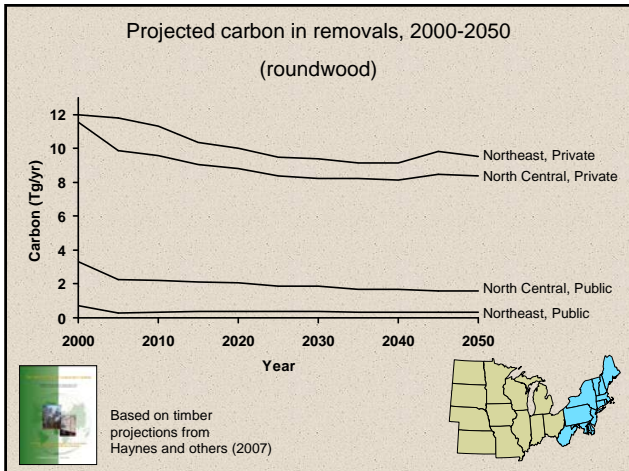 Projected carbon in removals, 2000-2050
(roundwood)
12
10
8
6
4
2
0
Carbon (Tg/yr)
Northeast, Private
North Central, Private
North Central, Public
Northeast, Public
2000 2010 2020 2030 2040 2050
Year
Based on timber
projections from
Haynes and others (2007)